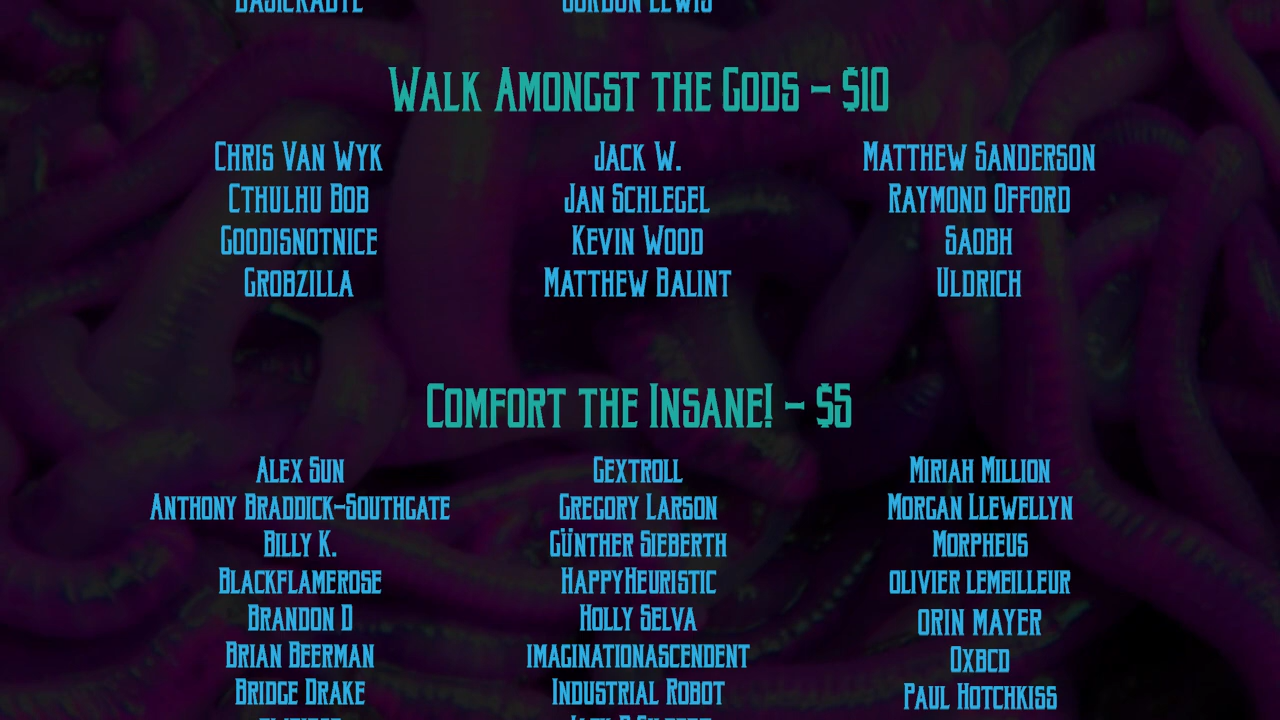 Gordon Lewis
Walk Amongst the Gods – $10
Chris Van Wyk
Cthulhu Bob
Goodisnotnice
Grobzilla
Jack W.
Jan Schlegel
Kevin Wood
Matthew Balint
Matthew Sanderson
Raymond Offord
Saobh
Uldrich
Comfort the Insane! – $5
Alex Sun
Anthony Braddick-Southgate
Billy K.
Blackflamerose
Brandon D
Brian Beerman
Bridge Drake
Gextroll
Gregory Larson
Günther Sieberth
HappyHeuristic
Holly Selva
imaginationascendent
Industrial Robot
Miriah Million
Morgan Llewellyn
Morpheus
olivier lemeilleur
orin mayer
Oxbcd
Paul Hotchkiss